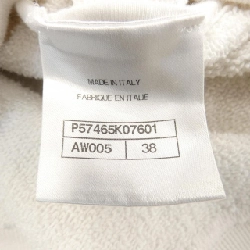 MADE IN ITALY
FABRIQUE EN ITALIE
P57465K07601
AW005 38